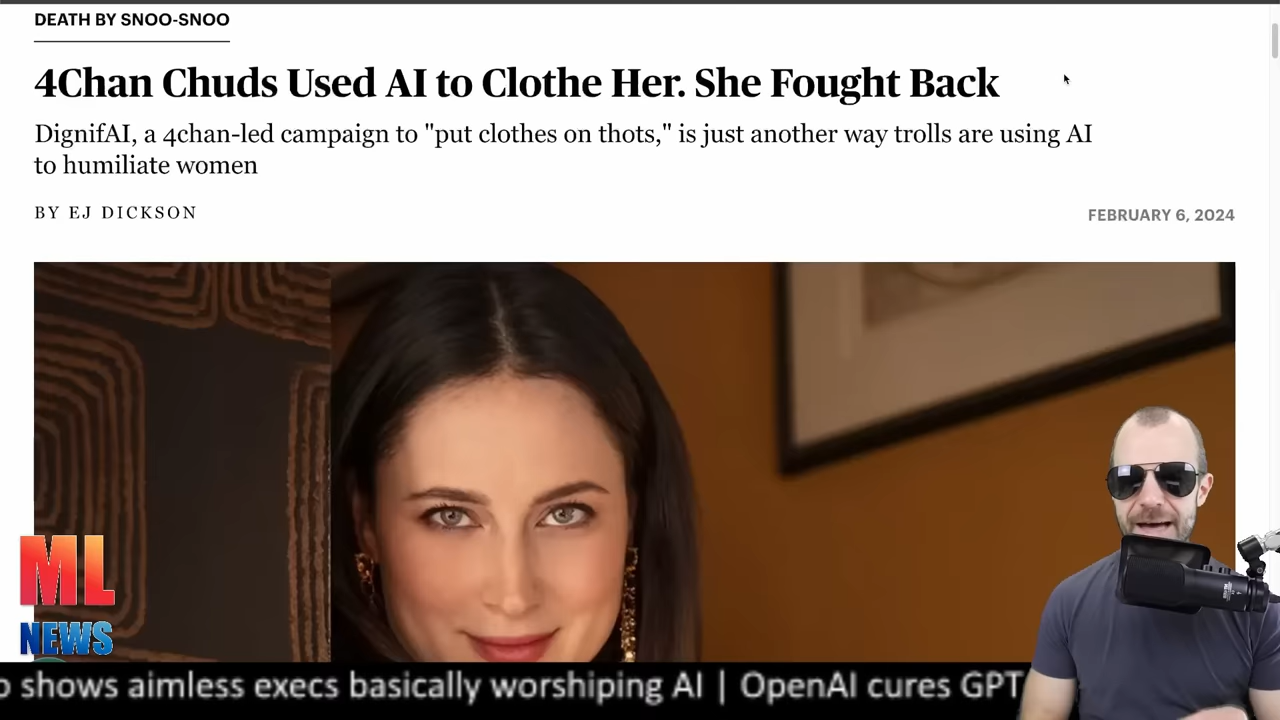 DEATH BY SNOO-SNOO
4Chan Chuds Used AI to Clothe Her. She Fought Back
DignifAI, a 4chan-led campaign to "put clothes on thots," is just another way trolls are using AI
to humiliate women
BY EJ DICKSON
FEBRUARY 6, 2024
ML
NEWS
shows aimless execs basically worshiping AI | OpenAI cures GPT